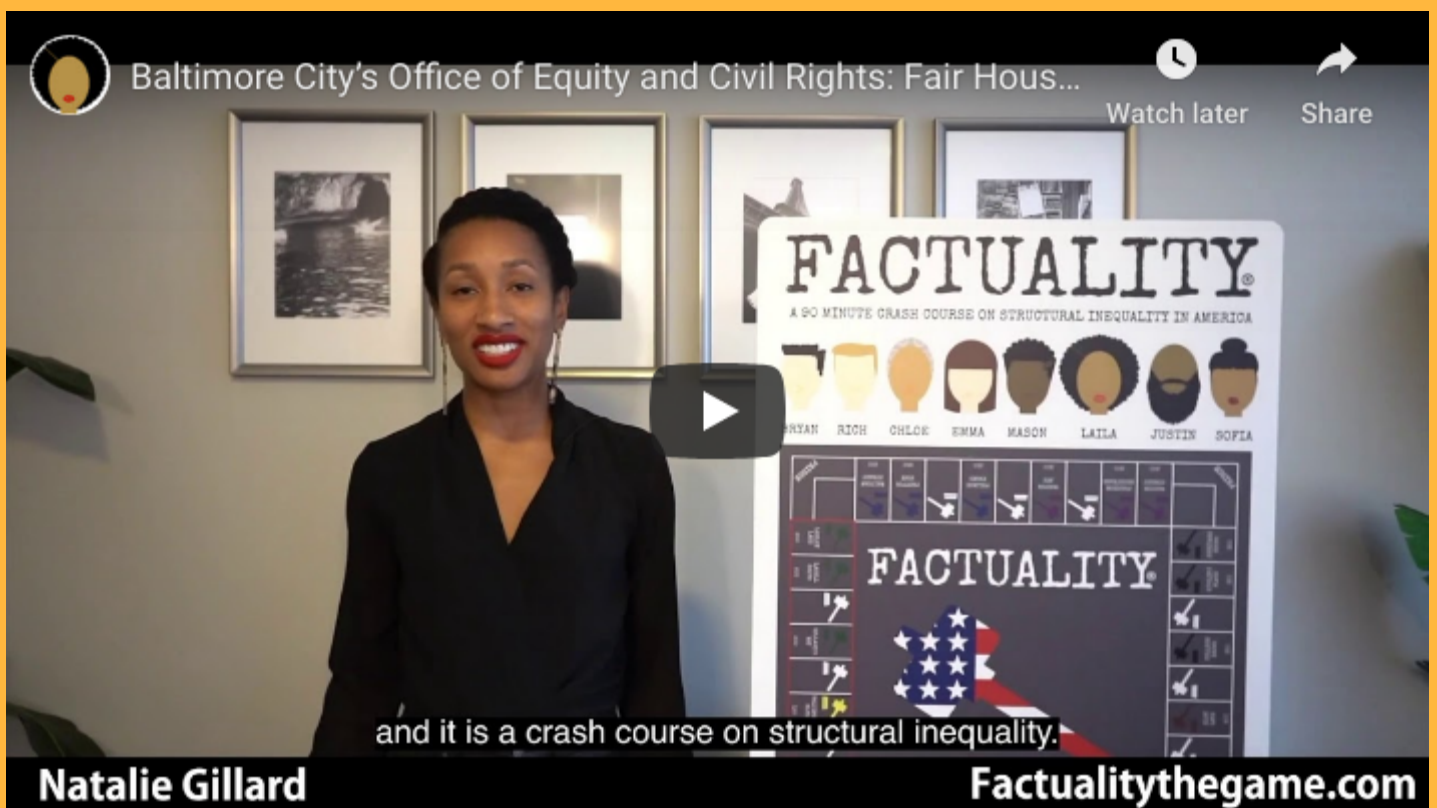 Baltimore City’s Office of Equity and Civil Rights: Fair Hous...
Watch later
Share
FACTUALITY®
A 90 MINUTE CRASH COURSE ON STRUCTURAL INEQUALITY IN AMERICA
RYAN RICH CHLOE EMMA MASON LAILA JUSTIN SOFIA
FACTUALITY®
and it is a crash course on structural inequality.
Natalie Gillard
Factualitythegame.com